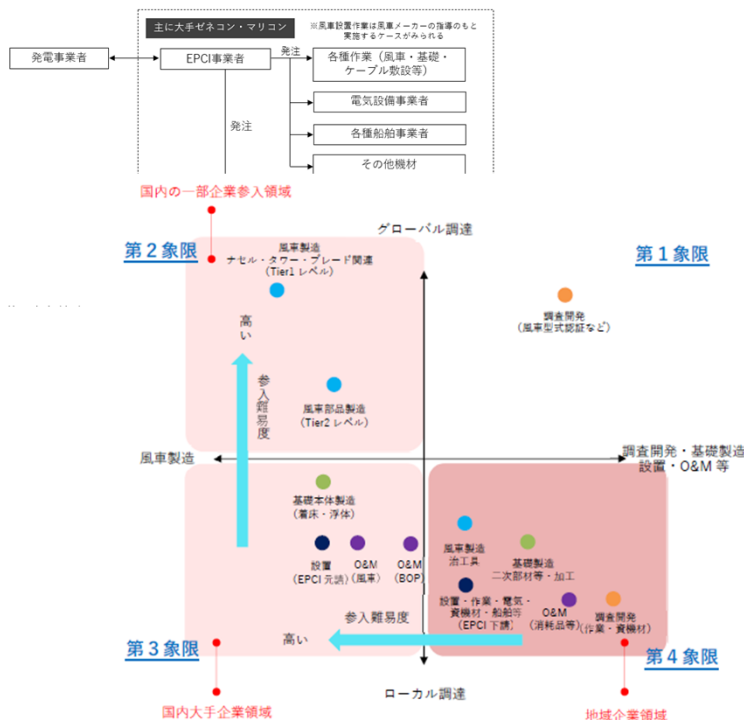 主に大手ゼネコン・マリコン
※風車設置作業は風車メーカーの指導のもと
実施するケースがみられる
発電事業者
EPCI事業者
発注
各種作業（風車・基礎・
ケーブル敷設等）
電気設備事業者
発注
各種船舶事業者
その他機材
国内の一部企業参入領域
グローバル調達
第２象限
第１象限
風車製造
ナセル・タワー・ブレード関連
(Tier1 レベル)
調査開発
(風車型式認証など)
高い
参入難易度
風車部品製造
(Tier2 レベル)
風車製造
調査開発・基礎製造
設置・O&M 等
基礎本体製造
(着床・浮体)
風車製造
治工具
基礎製造
二次部材等・加工
設置
(EPCI 元請)
O&M
(風車)
O&M
(BOP)
設置・作業・電気・
資機材・船舶等
(EPCI 下請)
O&M
(消耗品等)
調査開発
(作業・資機材)
参入難易度
高い
第３象限
第４象限
ローカル調達
国内大手企業領域
地域企業領域